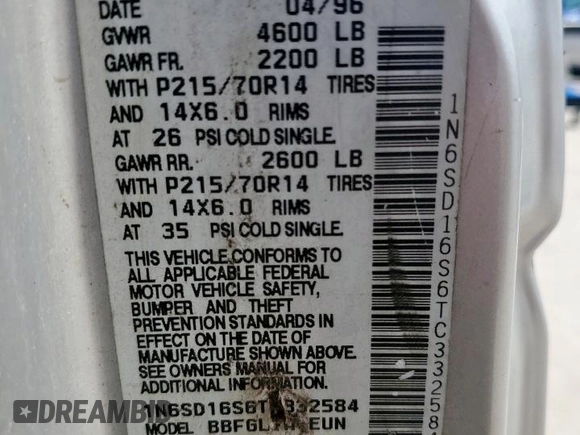 DATE 04/96
GVWR 4600 LB
GAWR FR. 2200 LB
WITH P215/70R14 TIRES
AND 14X6.0 RIMS
AT 26 PSI COLD SINGLE.
GAWR RR. 2600 LB
WITH P215/70R14 TIRES
AND 14X6.0 RIMS
AT 35 PSI COLD SINGLE.
THIS VEHICLE CONFORMS TO
ALL APPLICABLE FEDERAL
MOTOR VEHICLE SAFETY,
BUMPER AND THEFT
PREVENTION STANDARDS IN
EFFECT ON THE DATE OF
MANUFACTURE SHOWN ABOVE.
SEE OWNERS MANUAL FOR
ADDITIONAL INFORMATION.
1N6SD16S6TC332584
MODEL EUN
1N6SD16S6TC332584
RideSafely